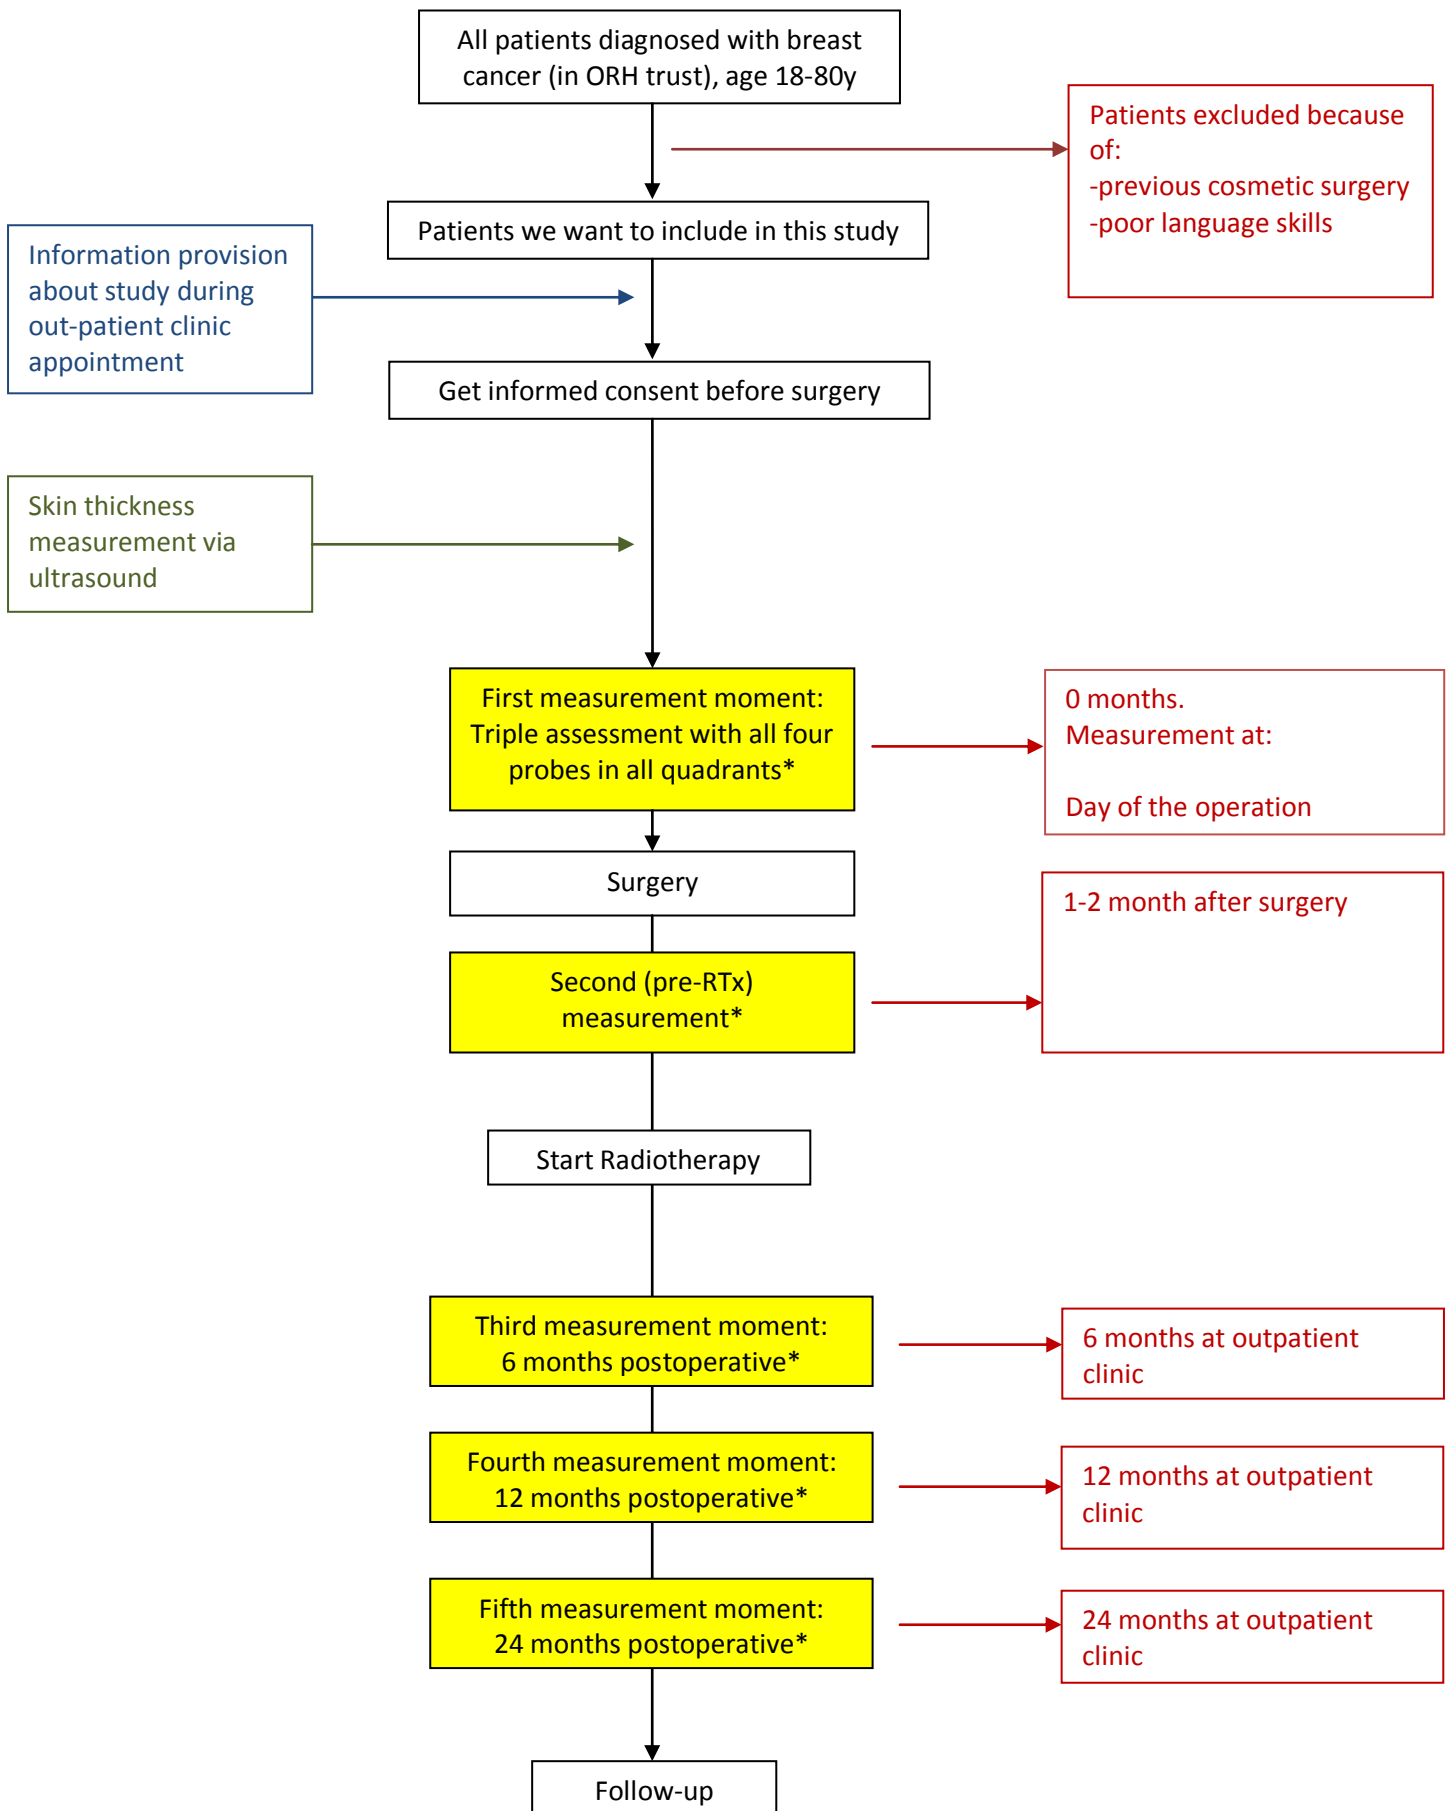 All patients diagnosed with breast
cancer (in ORH trust), age 18-80y
Patients excluded because
of:
-previous cosmetic surgery
-poor language skills
Patients we want to include in this study
Information provision
about study during
out-patient clinic
appointment
Get informed consent before surgery
Skin thickness
measurement via
ultrasound
First measurement moment:
Triple assessment with all four
probes in all quadrants*
0 months.
Measurement at:
Day of the operation
Surgery
1-2 month after surgery
Second (pre-RTx)
measurement*
Start Radiotherapy
Third measurement moment:
6 months postoperative*
6 months at outpatient
clinic
Fourth measurement moment:
12 months postoperative*
12 months at outpatient
clinic
Fifth measurement moment:
24 months postoperative*
24 months at outpatient
clinic
Follow-up